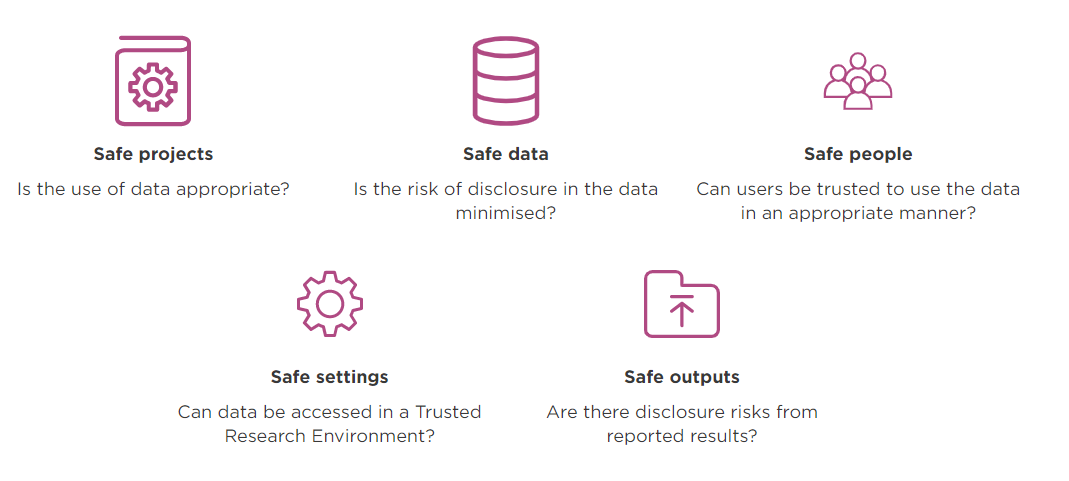 Safe projects
Is the use of data appropriate?
Safe data
Is the risk of disclosure in the data
minimised?
Safe people
Can users be trusted to use the data
in an appropriate manner?
Safe settings
Can data be accessed in a Trusted
Research Environment?
Safe outputs
Are there disclosure risks from
reported results?